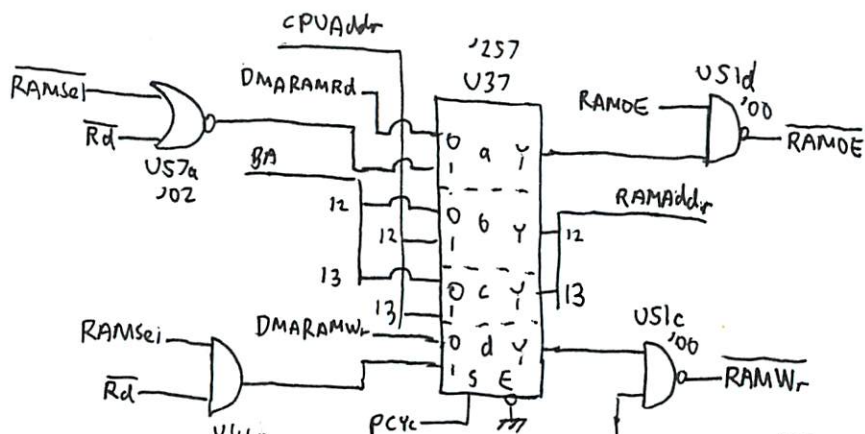 CPUAddr
'257
U37
U51d
'00
RAMSel
DMARAMRd
RAMOE
RAMOE
Rd
0
1
a
Y
U57a
'02
BA
RAMAddr
12
0
b
Y
12
12
1
13
0
c
Y
13
13
1
U51c
'00
RAMSel
DMARAMWr
0
d
Y
1
RAMWr
Rd
S
E
PCYC